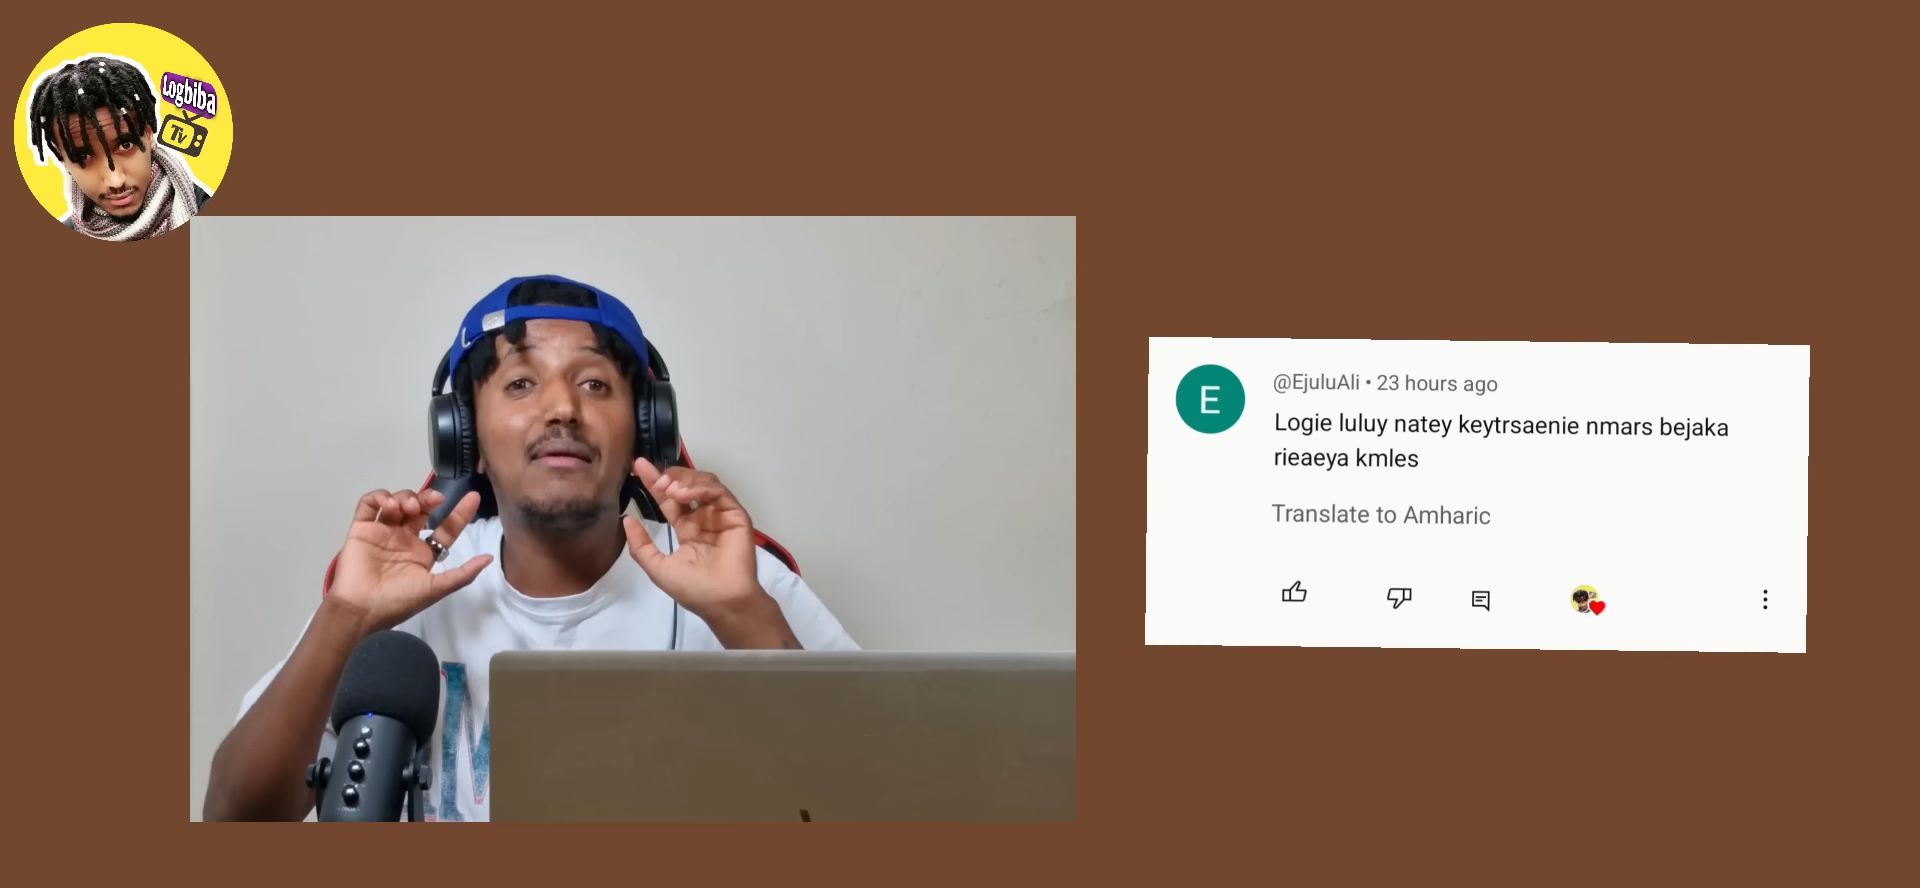 Logbiba
Tv
E
@EjuluAli • 23 hours ago
Logie luluy natey keytrsaenie nmars bejaka
rieaeya kmles
Translate to Amharic